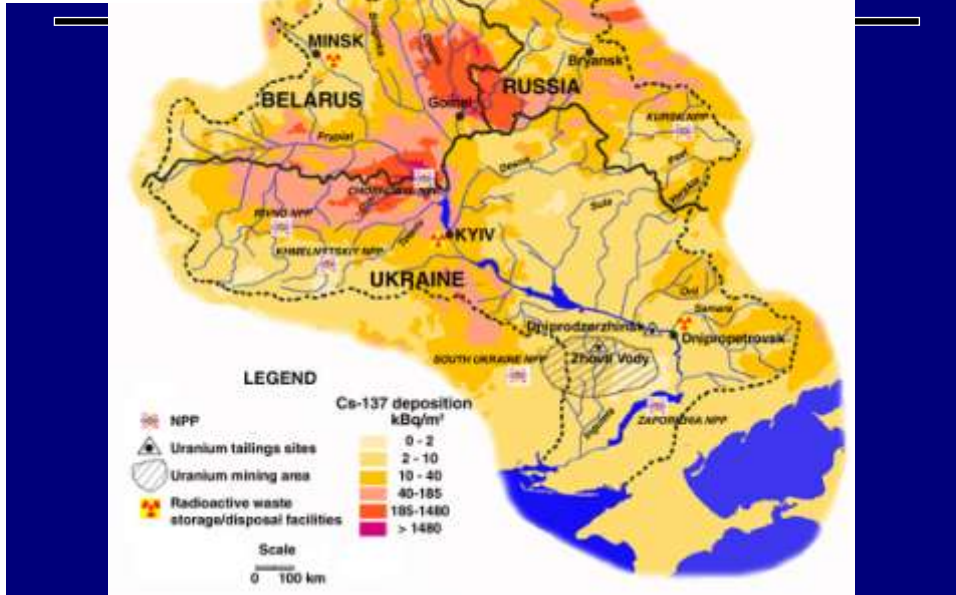 MINSK
Bryansk
RUSSIA
BELARUS
Gomel
KURSK NPP
Prypiat
Desna
Psel
CHORNOBYL NPP
Sula
RIVNO NPP
KYIV
KHMELNYTSKIY NPP
UKRAINE
Oril
Samara
Dniprodzerzhinsk
Dnipropetrovsk
SOUTH UKRAINE NPP
Zhovti Vody
ZAPORIZHIA NPP
LEGEND
NPP
Uranium tailings sites
Uranium mining area
Radioactive waste
storage/disposal facilities
Scale
0 100 km
Cs-137 deposition
kBq/m²
0 - 2
2 - 10
10 - 40
40-185
185-1480
> 1480